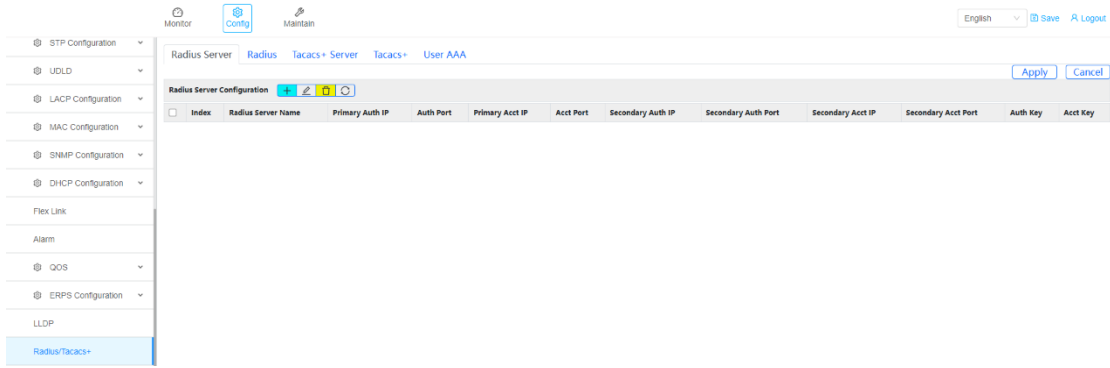 Monitor
Config
Maintain
English
Save
Logout
STP Configuration
UDLD
LACP Configuration
MAC Configuration
SNMP Configuration
DHCP Configuration
Flex Link
Alarm
QOS
ERPS Configuration
LLDP
Radius/Tacacs+
Radius Server Radius Tacacs+ Server Tacacs+ User AAA
Apply Cancel
Radius Server Configuration
Index Radius Server Name Primary Auth IP Auth Port Primary Acct IP Acct Port Secondary Auth IP Secondary Auth Port Secondary Acct IP Secondary Acct Port Auth Key Acct Key